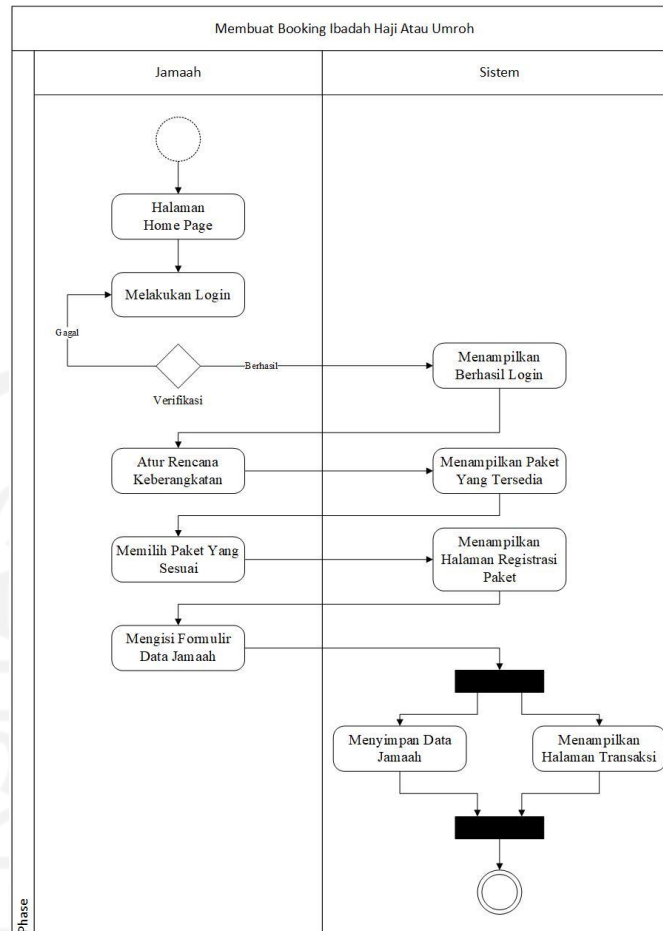 Membuat Booking Ibadah Haji Atau Umroh
Jamaah
Sistem
Halaman
Home Page
Melakukan Login
Gagal
Verifikasi
Berhasil
Menampilkan
Berhasil Login
Atur Rencana
Keberangkatan
Menampilkan Paket
Yang Tersedia
Memilih Paket Yang
Sesuai
Menampilkan
Halaman Registrasi
Paket
Mengisi Formulir
Data Jamaah
Menyimpan Data
Jamaah
Menampilkan
Halaman Transaksi
Phase